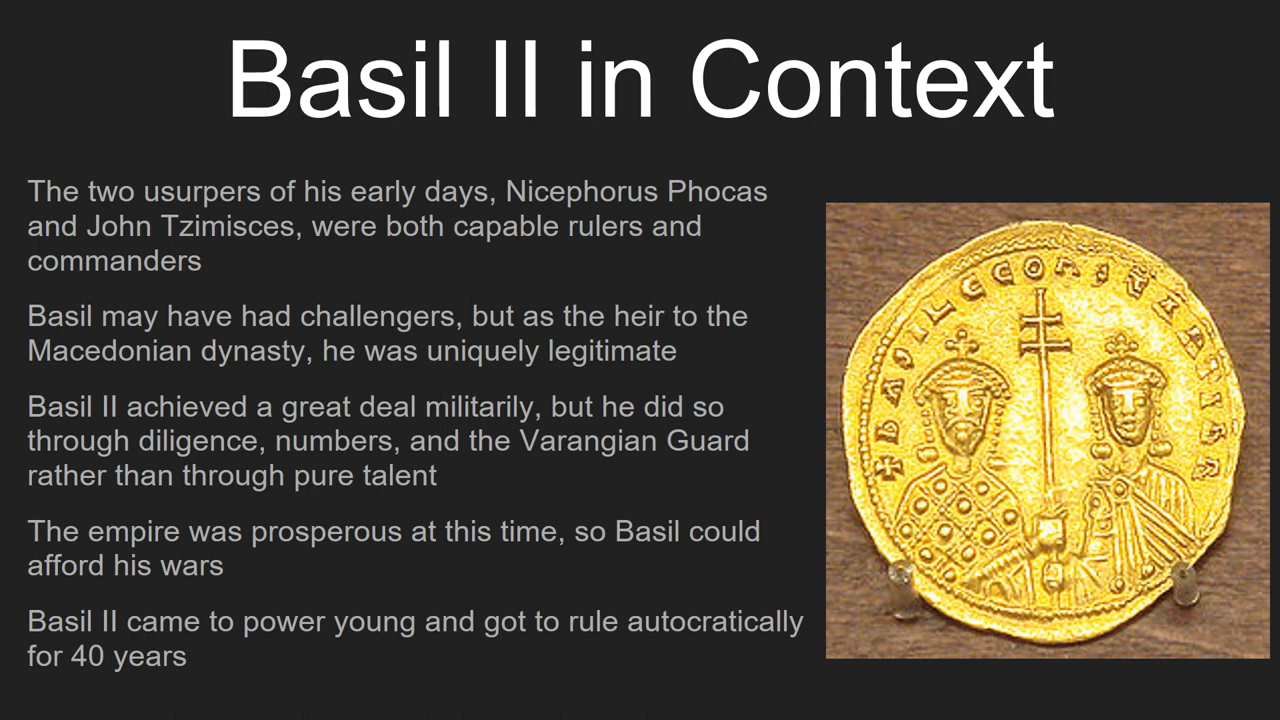 Basil II in Context
The two usurpers of his early days, Nicephorus Phocas
and John Tzimisces, were both capable rulers and
commanders
Basil may have had challengers, but as the heir to the
Macedonian dynasty, he was uniquely legitimate
Basil II achieved a great deal militarily, but he did so
through diligence, numbers, and the Varangian Guard
rather than through pure talent
The empire was prosperous at this time, so Basil could
afford his wars
Basil II came to power young and got to rule autocratically
for 40 years